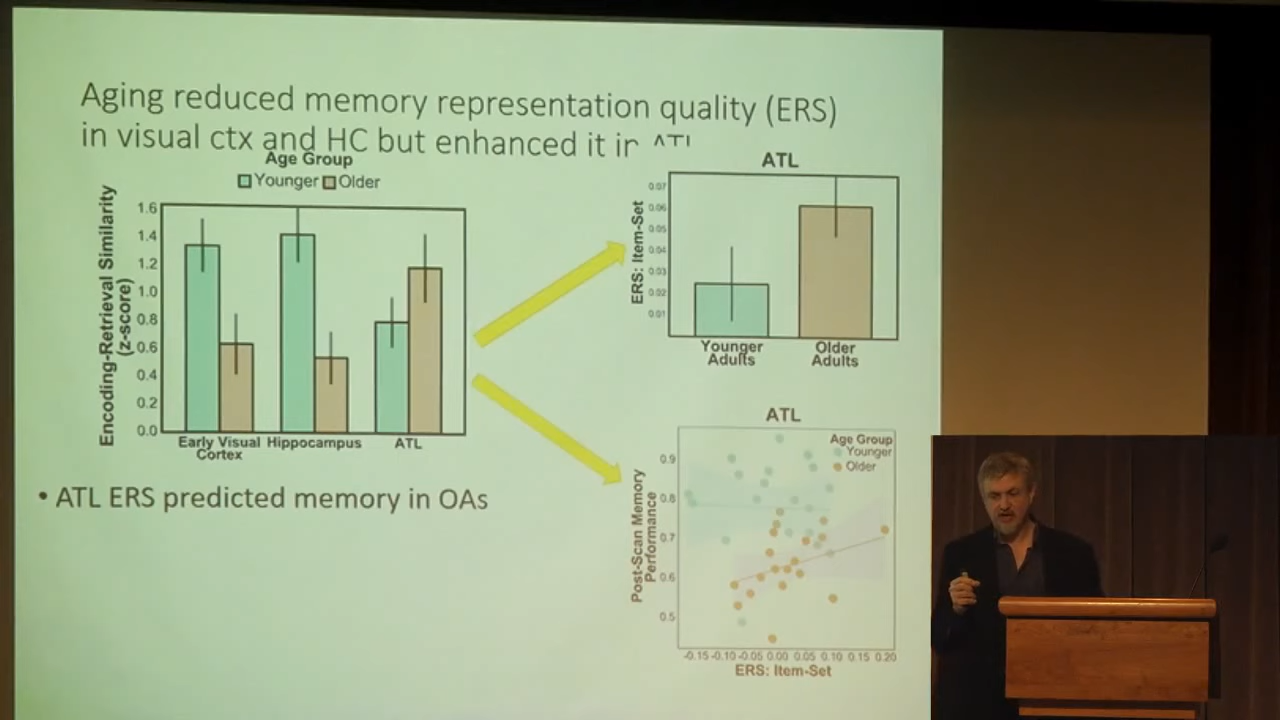 Aging reduced memory representation quality (ERS)
in visual ctx and HC but enhanced it in ATL
Age Group
Younger Older
Encoding-Retrieval Similarity
(z-score)
1.6
1.4
1.2
1.0
0.8
0.6
0.4
0.2
0.0
Early Visual
Cortex
Hippocampus
ATL
• ATL ERS predicted memory in OAs
ATL
ERS: Item-Set
0.07
0.06
0.05
0.04
0.03
0.02
0.01
Younger
Adults
Older
Adults
ATL
Age Group
Younger
Older
Post-Scan Memory
Performance
0.9
0.8
0.7
0.6
0.5
-0.15 -0.10 -0.05 0.00 0.05 0.10 0.15 0.20
ERS: Item-Set